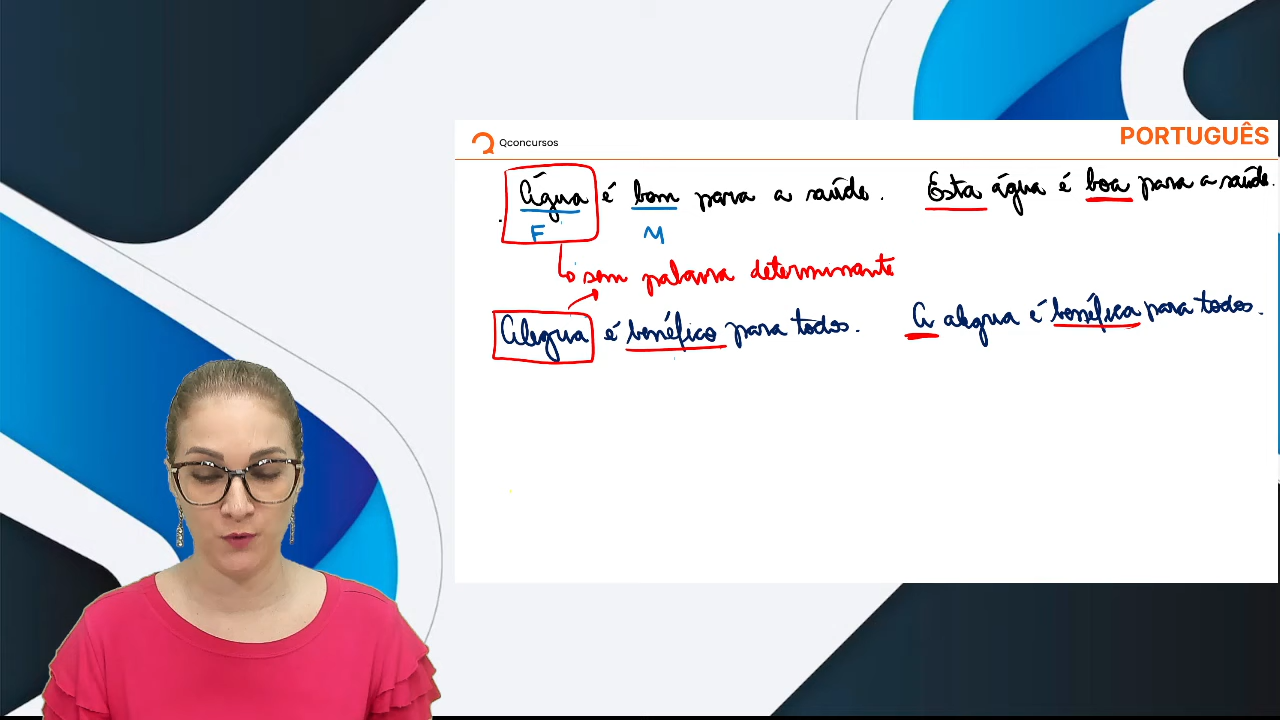 PORTUGUÊS
Qconcursos
Água é bom para a saúde. Esta água é boa para a saúde.
F M
sem palavra determinante
Alegria é benéfico para todos. A alegria é benéfica para todos.